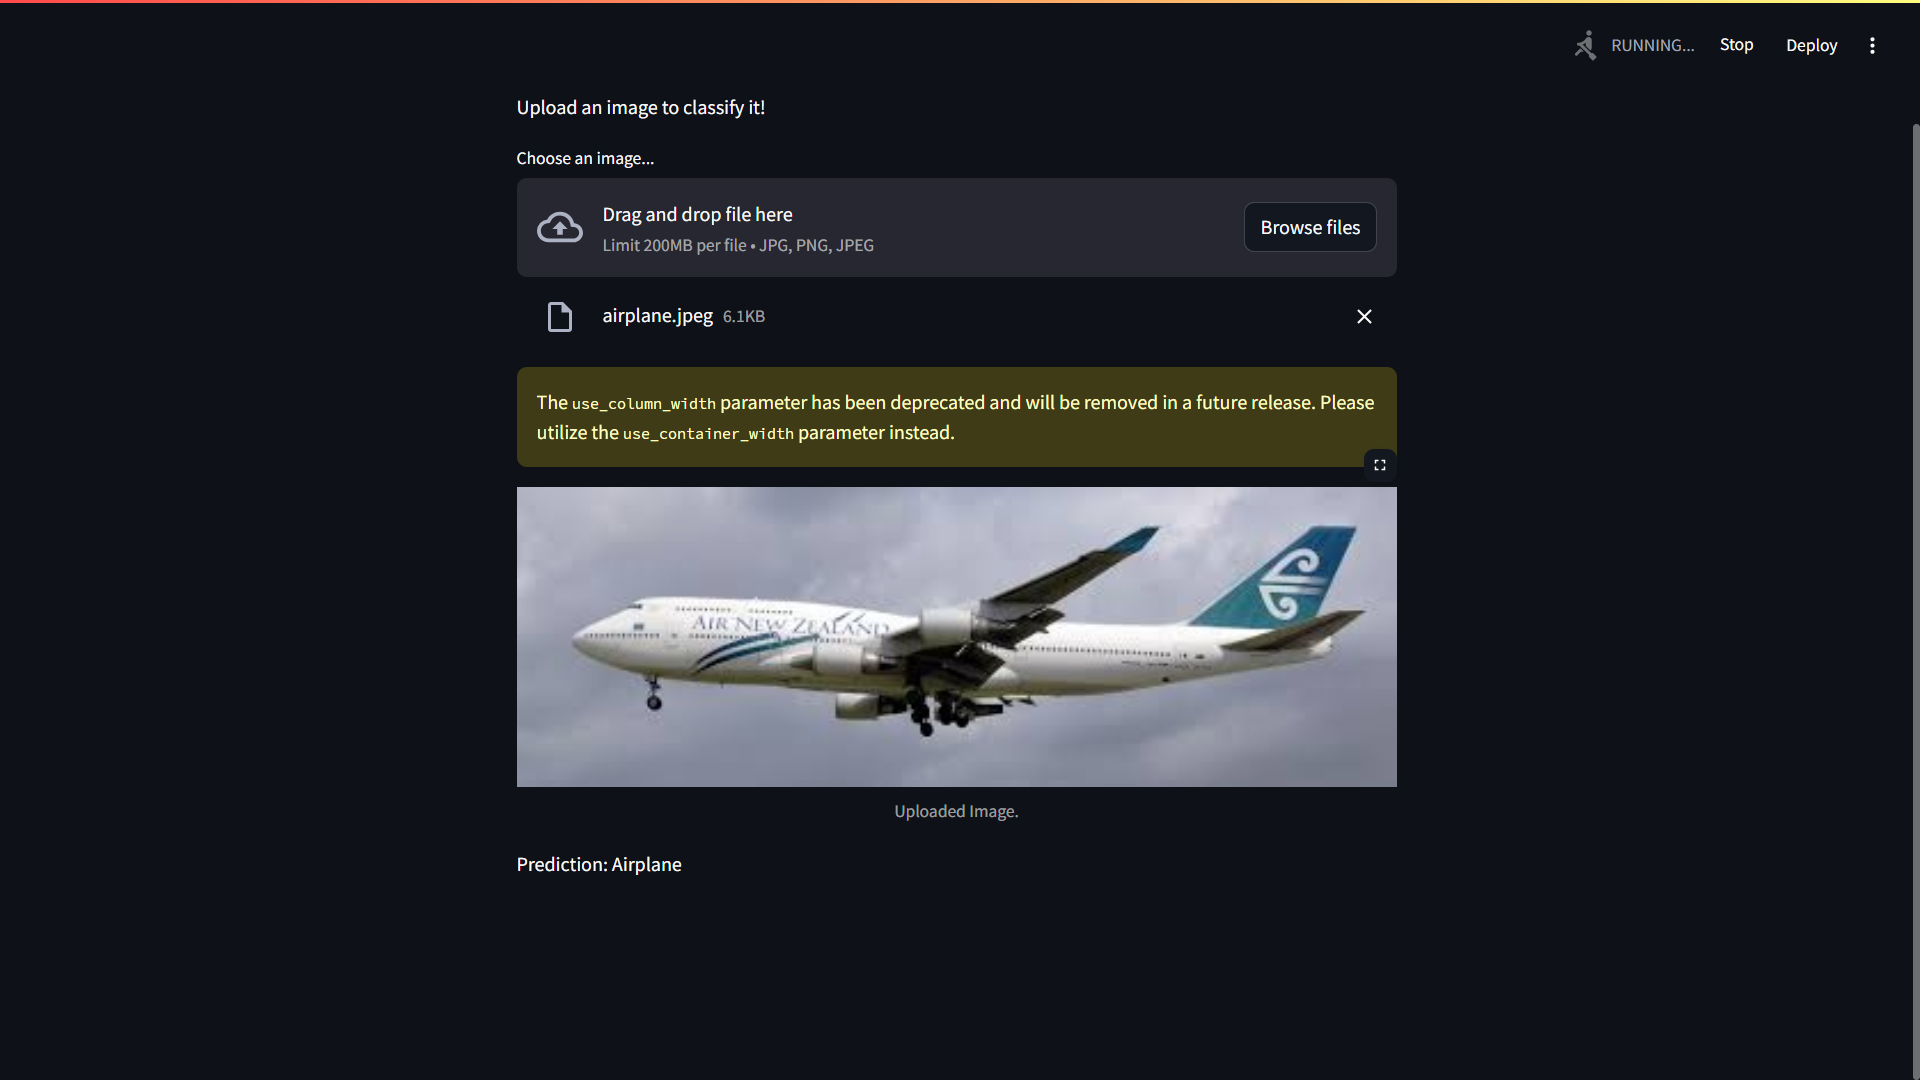 RUNNING...
Stop
Deploy
Upload an image to classify it!
Choose an image...
Drag and drop file here
Limit 200MB per file • JPG, PNG, JPEG
Browse files
airplane.jpeg 6.1KB
The use_column_width parameter has been deprecated and will be removed in a future release. Please
utilize the use_container_width parameter instead.
AIR NEW ZEALAND
Uploaded Image.
Prediction: Airplane